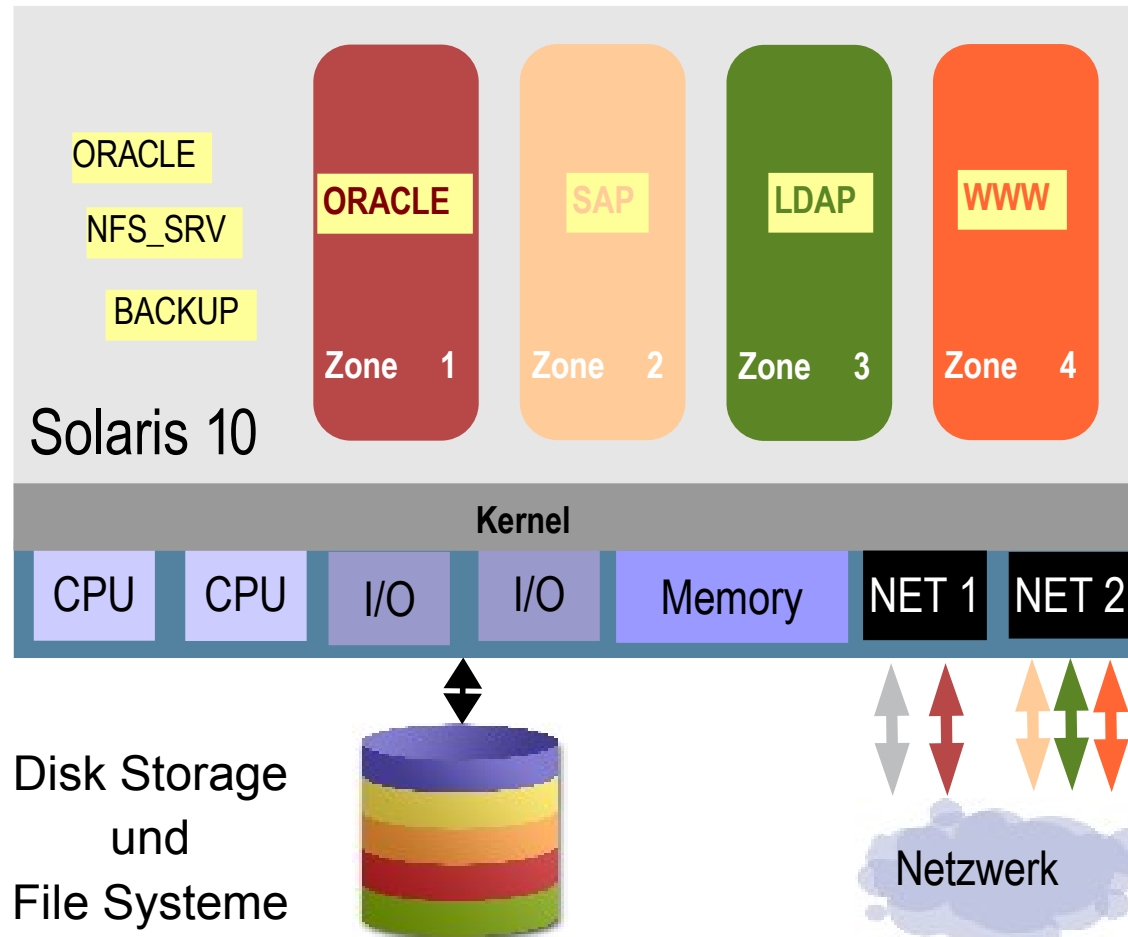 ORACLE
NFS_SRV
BACKUP
Solaris 10
ORACLE
Zone 1
SAP
Zone 2
LDAP
Zone 3
WWW
Zone 4
Kernel
CPU
CPU
I/O
I/O
Memory
NET 1
NET 2
Disk Storage
und
File Systeme
Netzwerk